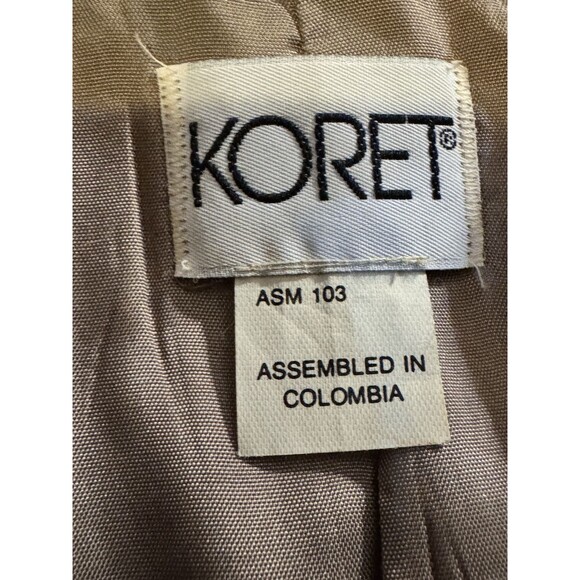 KORET®
ASM 103
ASSEMBLED IN
COLOMBIA